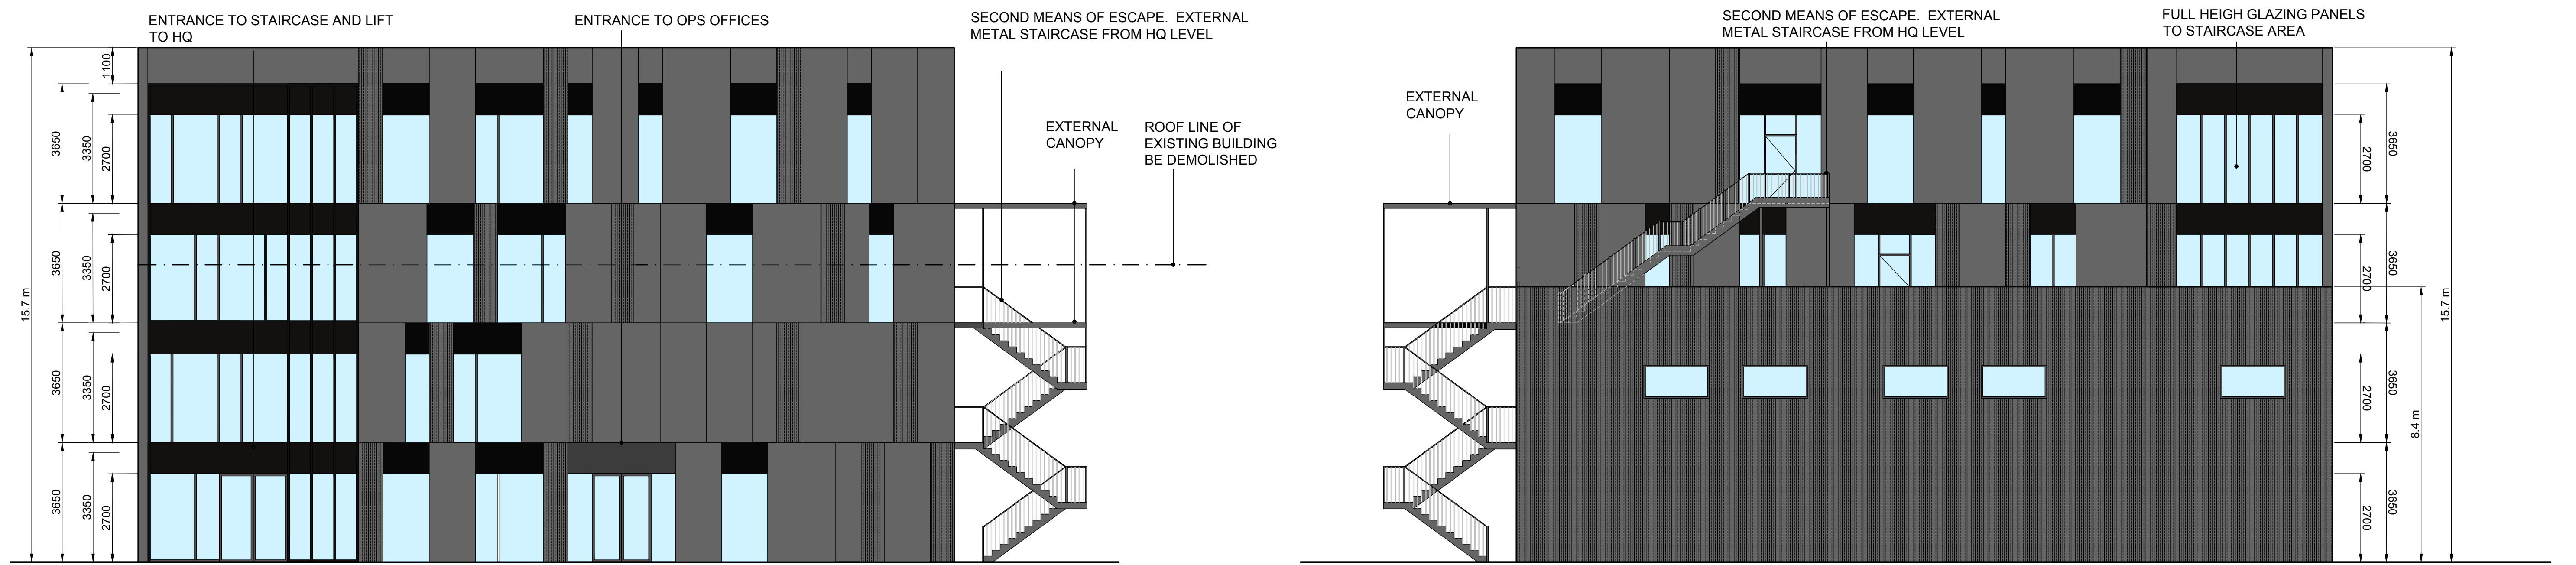 ENTRANCE TO STAIRCASE AND LIFT
TO HQ
ENTRANCE TO OPS OFFICES
SECOND MEANS OF ESCAPE. EXTERNAL
METAL STAIRCASE FROM HQ LEVEL
EXTERNAL
CANOPY
ROOF LINE OF
EXISTING BUILDING
BE DEMOLISHED
15.7 m
1100
3650
3350
2700
3650
3350
2700
3650
3350
2700
3650
3350
2700
EXTERNAL
CANOPY
SECOND MEANS OF ESCAPE. EXTERNAL
METAL STAIRCASE FROM HQ LEVEL
FULL HEIGH GLAZING PANELS
TO STAIRCASE AREA
2700
3650
2700
3650
2700
3650
2700
3650
8.4 m
15.7 m